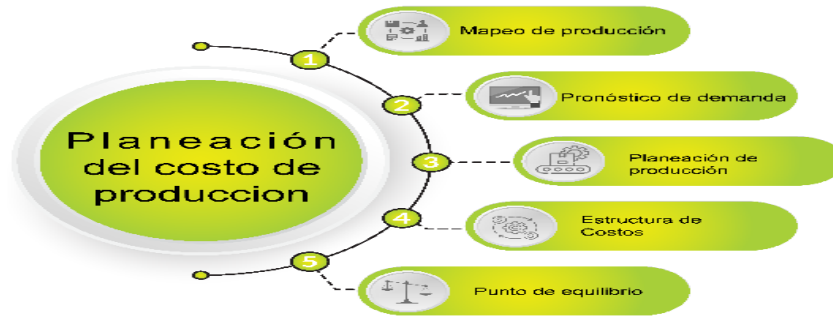 Planeación
del costo de
produccion
1
Mapeo de producción
2
Pronóstico de demanda
3
Planeación de
producción
4
Estructura de
Costos
5
Punto de equilibrio